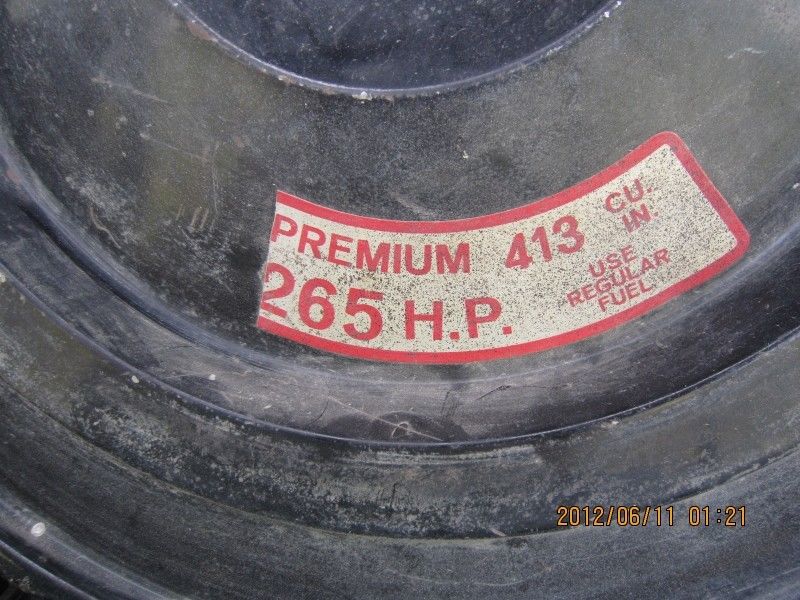 PREMIUM 413 CU. IN.
265 H.P. USE REGULAR FUEL
2012/06/11 01:21